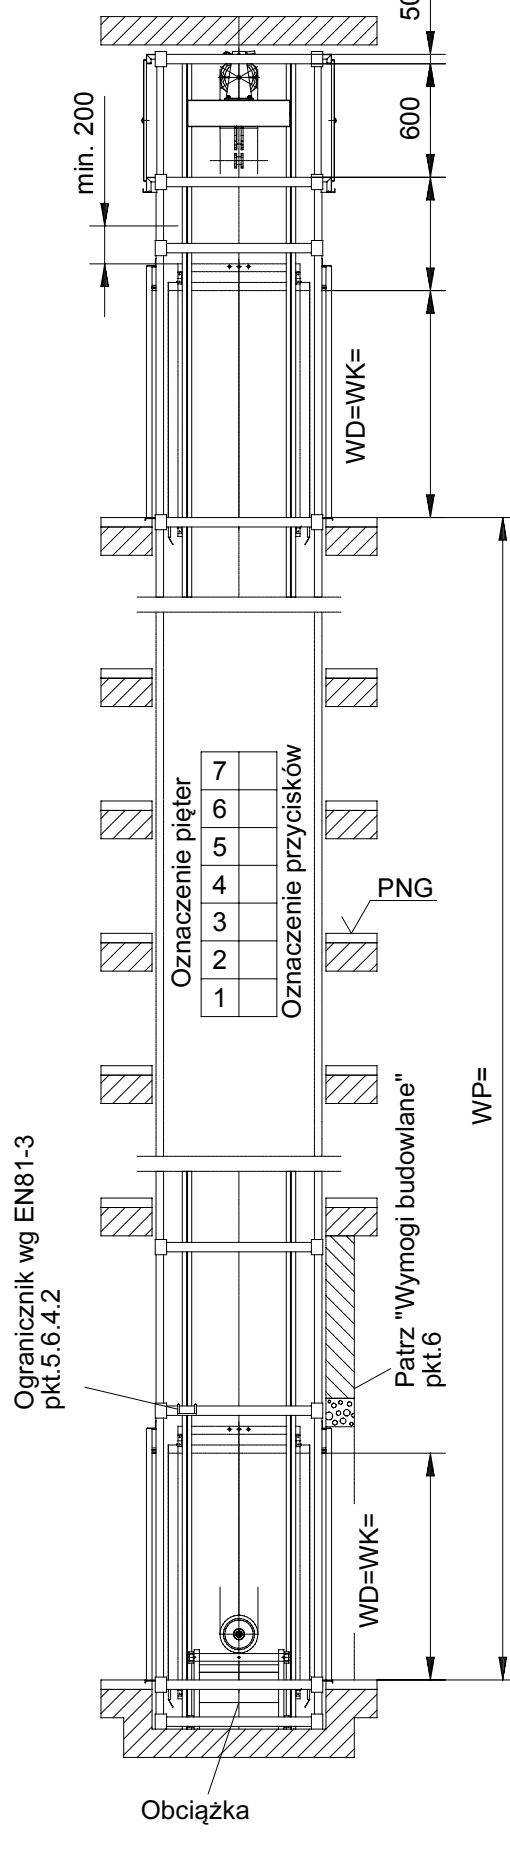 50
600
min. 200
WD=WK=
Oznaczenie pięter
7
6
5
4
3
2
1
Oznaczenie przycisków
PNG
WP=
Ogranicznik wg EN81-3
pkt.5.6.4.2
Patrz "Wymogi budowlane"
pkt.6
WD=WK=
Obciążka